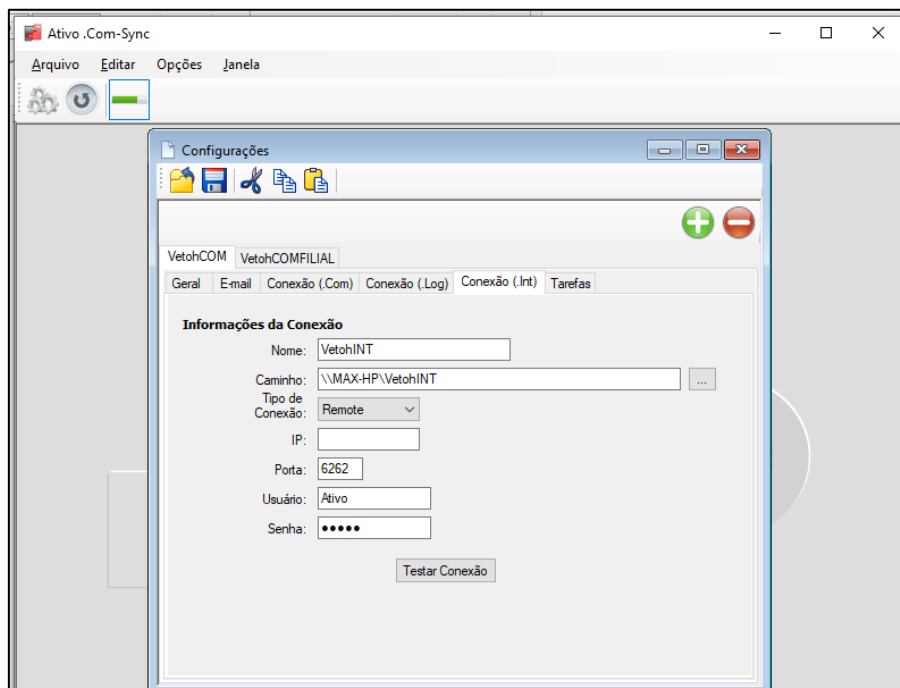 Ativo .Com-Sync
Arquivo Editar Opções Janela
Configurações
VetohCOM VetohCOMFILIAL
Geral E-mail Conexão (.Com) Conexão (.Log) Conexão (.Int) Tarefas
Informações da Conexão
Nome: VetohINT
Caminho: \\MAX-HP\VetohINT ...
Tipo de
Conexão: Remote
IP:
Porta: 6262
Usuário: Ativo
Senha: •••••
Testar Conexão